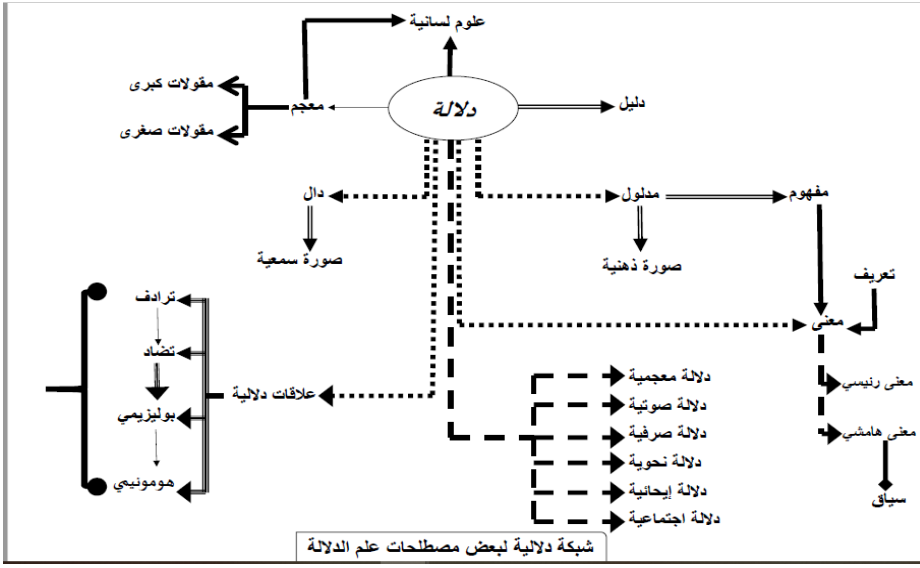 علوم لسانية
مقولات كبرى
معجم
دلالة
دليل
مقولات صغرى
دال
مدلول
مفهوم
صورة سمعية
صورة ذهنية
تعريف
ترادف
معنى
تضاد
علاقات دلالية
بوليزيمي
هومونيمي
دلالة معجمية
دلالة صوتية
دلالة صرفية
دلالة نحوية
دلالة إيحائية
دلالة اجتماعية
معنى رئيسي
معنى هامشي
سياق
شبكة دلالية لبعض مصطلحات علم الدلالة